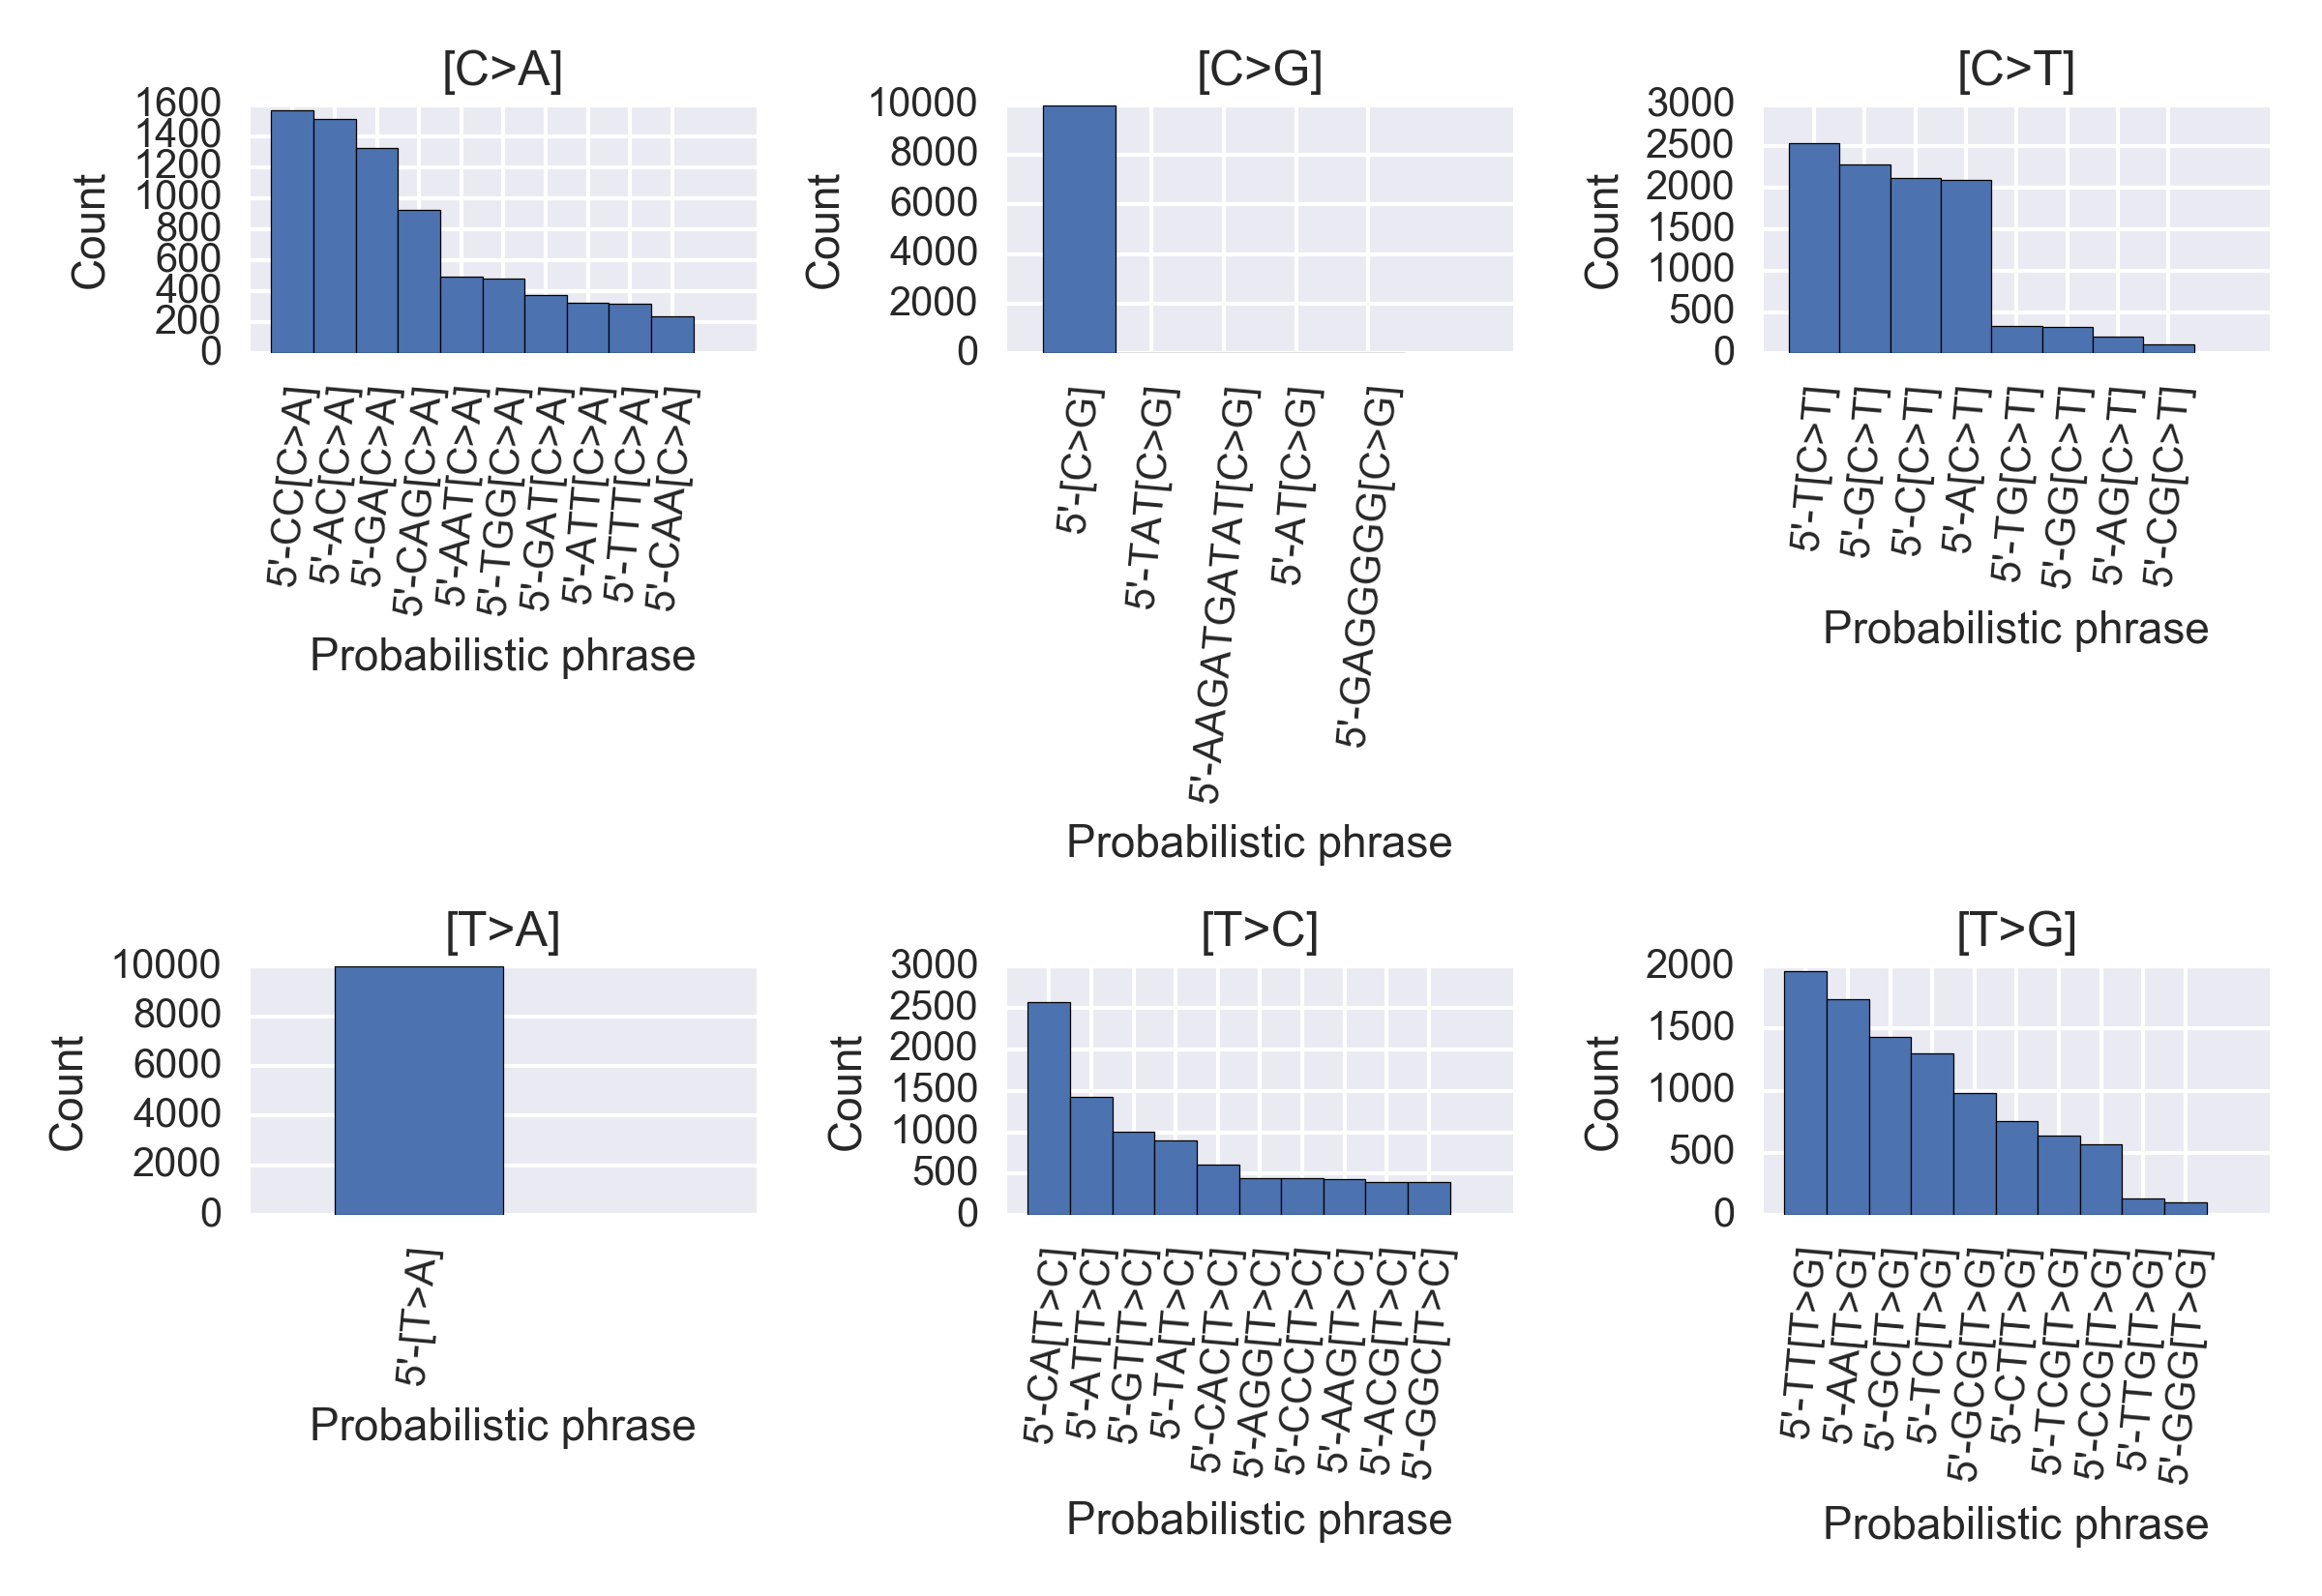 [C>A]
1600
1400
1200
1000
800
600
400
200
0
Count
5'-CC[C>A]
5'-AC[C>A]
5'-GA[C>A]
5'-CAG[C>A]
5'-AAT[C>A]
5'-TGG[C>A]
5'-GAT[C>A]
5'-ATT[C>A]
5'-TTT[C>A]
5'-CAA[C>A]
Probabilistic phrase
[C>G]
10000
8000
6000
4000
2000
0
Count
5'-[C>G]
5'-TAT[C>G]
5'-AAGATGATAT[C>G]
5'-AT[C>G]
5'-GAGGGGGG[C>G]
Probabilistic phrase
[C>T]
3000
2500
2000
1500
1000
500
0
Count
5'-T[C>T]
5'-G[C>T]
5'-C[C>T]
5'-A[C>T]
5'-TG[C>T]
5'-GG[C>T]
5'-AG[C>T]
5'-CG[C>T]
Probabilistic phrase
[T>A]
10000
8000
6000
4000
2000
0
Count
5'-[T>A]
Probabilistic phrase
[T>C]
3000
2500
2000
1500
1000
500
0
Count
5'-CA[T>C]
5'-AT[T>C]
5'-GT[T>C]
5'-TA[T>C]
5'-CAC[T>C]
5'-AGG[T>C]
5'-CCC[T>C]
5'-AAG[T>C]
5'-ACG[T>C]
5'-GGC[T>C]
Probabilistic phrase
[T>G]
2000
1500
1000
500
0
Count
5'-TT[T>G]
5'-AA[T>G]
5'-GC[T>G]
5'-TC[T>G]
5'-GCG[T>G]
5'-CT[T>G]
5'-TCG[T>G]
5'-CCG[T>G]
5'-TTG[T>G]
5'-GGG[T>G]
Probabilistic phrase